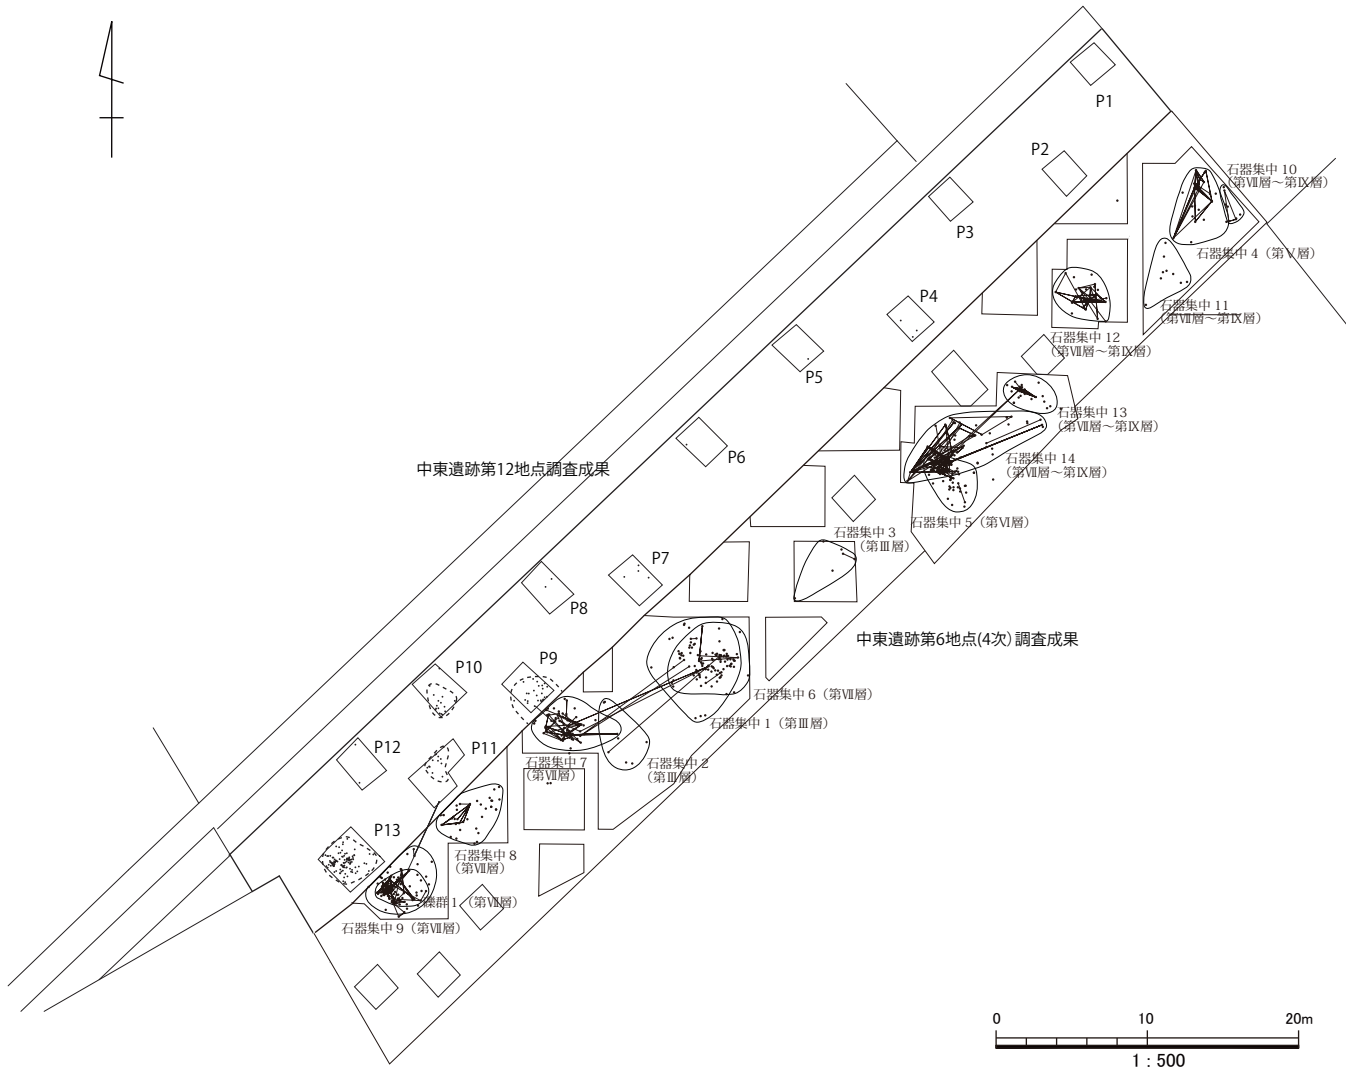 P1
P2
P3
P4
P5
P6
P7
P8
P9
P10
P11
P12
P13
石器集中 10
(第Ⅶ層～第Ⅸ層)
石器集中 4（第Ⅴ層）
石器集中 11
(第Ⅶ層～第Ⅸ層)
石器集中 12
(第Ⅶ層～第Ⅸ層)
石器集中 13
(第Ⅶ層～第Ⅸ層)
石器集中 14
(第Ⅶ層～第Ⅸ層)
石器集中 5（第Ⅵ層）
石器集中 3
(第Ⅲ層)
中東遺跡第12地点調査成果
中東遺跡第6地点(4次)調査成果
石器集中 6（第Ⅶ層）
石器集中 1（第Ⅲ層）
石器集中 7
(第Ⅶ層)
石器集中 2
(第Ⅲ層)
石器集中 8
(第Ⅶ層)
礫群 1（第Ⅶ層）
石器集中 9（第Ⅶ層）
0 10 20m
1 : 500